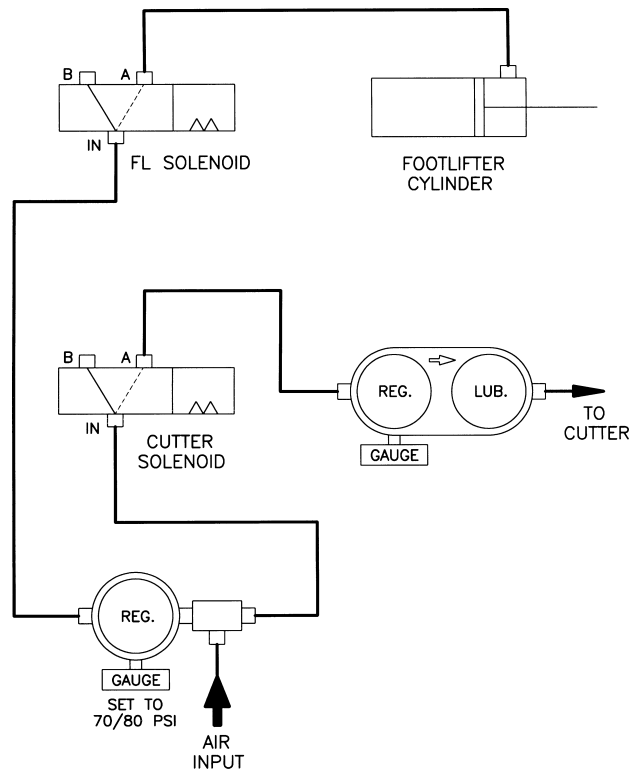 B A
IN
FL SOLENOID
FOOTLIFTER
CYLINDER
B A
IN
CUTTER
SOLENOID
REG. LUB.
GAUGE
TO
CUTTER
REG.
GAUGE
SET TO
70/80 PSI
AIR
INPUT